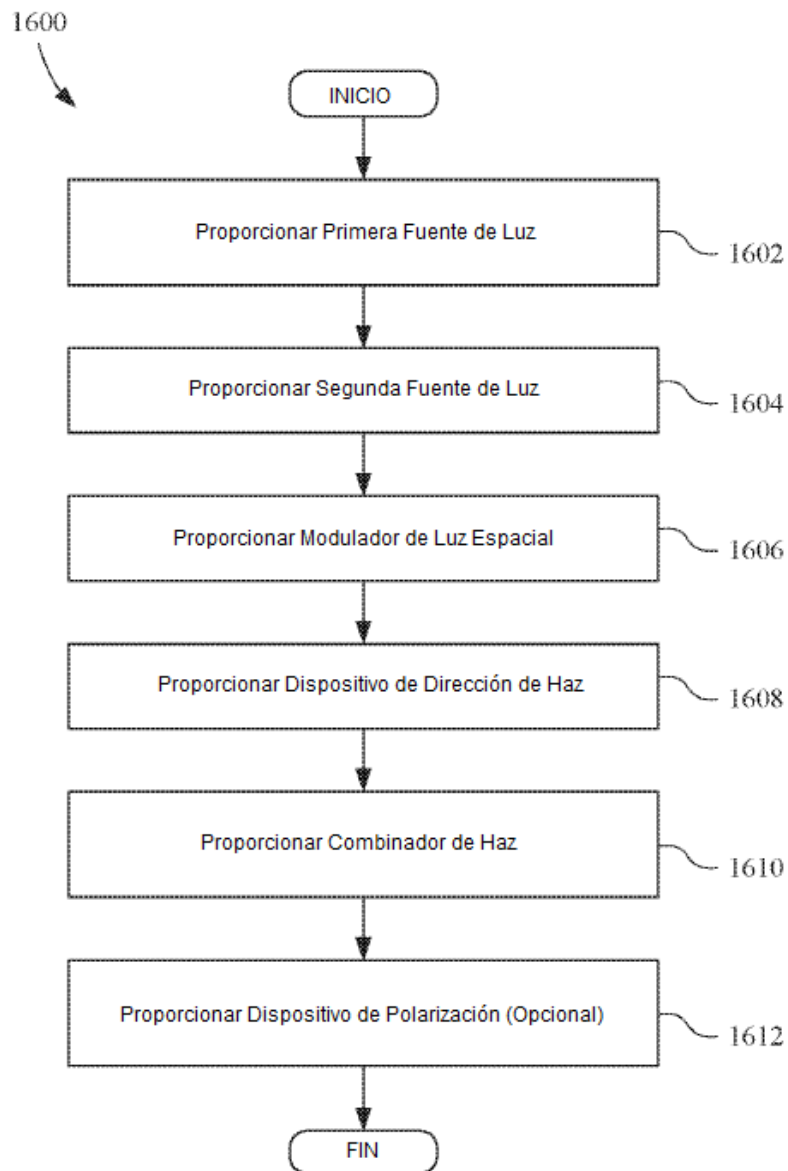 1600
INICIO
Proporcionar Primera Fuente de Luz
1602
Proporcionar Segunda Fuente de Luz
1604
Proporcionar Modulador de Luz Espacial
1606
Proporcionar Dispositivo de Dirección de Haz
1608
Proporcionar Combinador de Haz
1610
Proporcionar Dispositivo de Polarización (Opcional)
1612
FIN